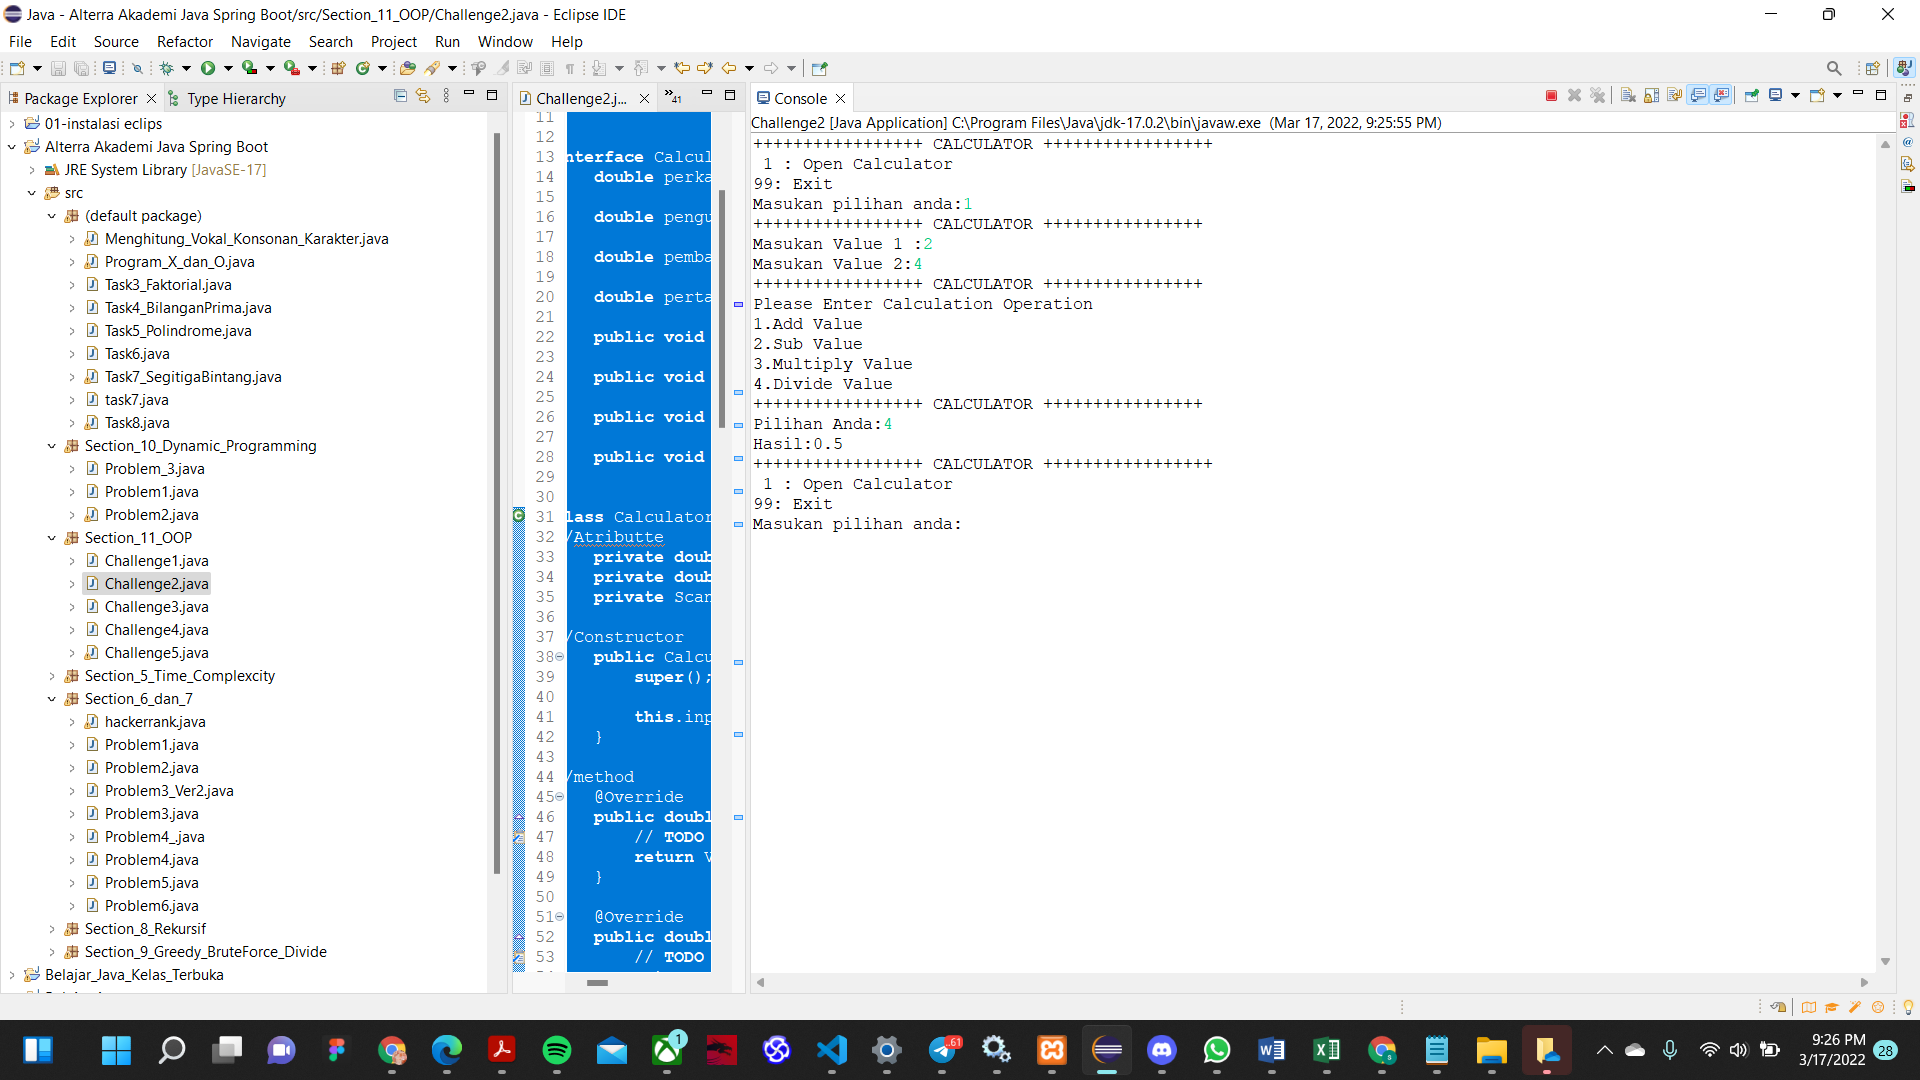 Java - Alterra Akademi Java Spring Boot/src/Section_11_OOP/Challenge2.java - Eclipse IDE
File Edit Source Refactor Navigate Search Project Run Window Help
Package Explorer
Type Hierarchy
01-instalasi eclips
Alterra Akademi Java Spring Boot
JRE System Library [JavaSE-17]
src
(default package)
Menghitung_Vokal_Konsonan_Karakter.java
Program_X_dan_O.java
Task3_Faktorial.java
Task4_BilanganPrima.java
Task5_Polindrome.java
Task6.java
Task7_SegitigaBintang.java
task7.java
Task8.java
Section_10_Dynamic_Programming
Problem_3.java
Problem1.java
Problem2.java
Section_11_OOP
Challenge1.java
Challenge2.java
Challenge3.java
Challenge4.java
Challenge5.java
Section_5_Time_Complexcity
Section_6_dan_7
hackerrank.java
Problem1.java
Problem2.java
Problem3_Ver2.java
Problem3.java
Problem4_.java
Problem4.java
Problem5.java
Problem6.java
Section_8_Rekursif
Section_9_Greedy_BruteForce_Divide
Belajar_Java_Kelas_Terbuka
Challenge2.j...
41
11
12
13 nterface Calcul
14 double perka
15
16 double pengu
17
18 double pemba
19
20 double perta
21
22 public void
23
24 public void
25
26 public void
27
28 public void
29
30
31 lass Calculator
32 /Atributte
33 private doub
34 private doub
35 private Scan
36
37 /Constructor
38 public Calcu
39 super();
40
41 this.inp
42 }
43
44 /method
45 @Override
46 public doubl
47 // TODO
48 return V
49 }
50
51 @Override
52 public doubl
53 // TODO
Console
Challenge2 [Java Application] C:\Program Files\Java\jdk-17.0.2\bin\javaw.exe (Mar 17, 2022, 9:25:55 PM)
+++++++++++++++++ CALCULATOR +++++++++++++++++
1 : Open Calculator
99: Exit
Masukan pilihan anda:1
+++++++++++++++++ CALCULATOR ++++++++++++++++
Masukan Value 1 :2
Masukan Value 2:4
+++++++++++++++++ CALCULATOR ++++++++++++++++
Please Enter Calculation Operation
1.Add Value
2.Sub Value
3.Multiply Value
4.Divide Value
+++++++++++++++++ CALCULATOR ++++++++++++++++
Pilihan Anda:4
Hasil:0.5
+++++++++++++++++ CALCULATOR +++++++++++++++++
1 : Open Calculator
99: Exit
Masukan pilihan anda:
1
61
9:26 PM
3/17/2022
28